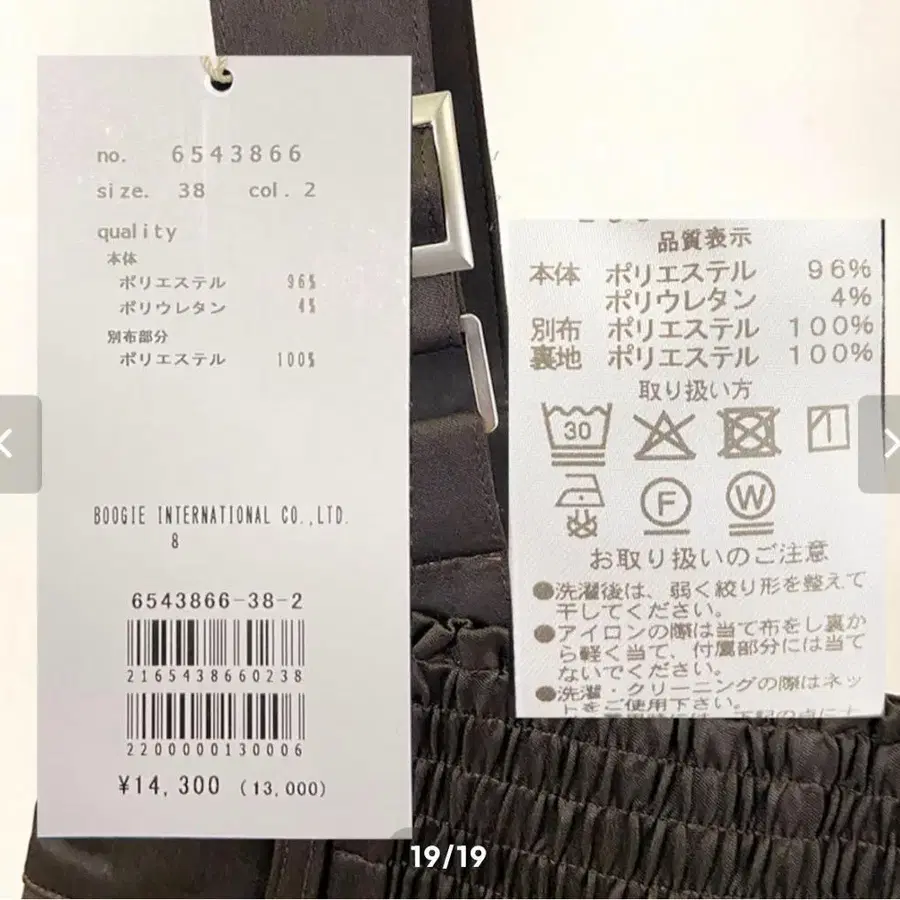 no. 6543866
size. 38 col. 2
quality
本体
ポリエステル 96%
ポリウレタン 4%
別布部分
ポリエステル 100%
BOOGIE INTERNATIONAL CO.,LTD.
8
6543866-38-2
2165438660238
2200000130006
¥14,300 (13,000)
品質表示
本体 ポリエステル 96%
ポリウレタン 4%
別布 ポリエステル 100%
裏地 ポリエステル 100%
取り扱い方
30
F
W
お取り扱いのご注意
●洗濯後は、弱く絞り形を整えて
干してください。
●アイロンの際は当て布をし裏か
ら軽く当て、付属部分には当て
ないでください。
●洗濯・クリーニングの際はネッ
トをご使用下さい。
19/19